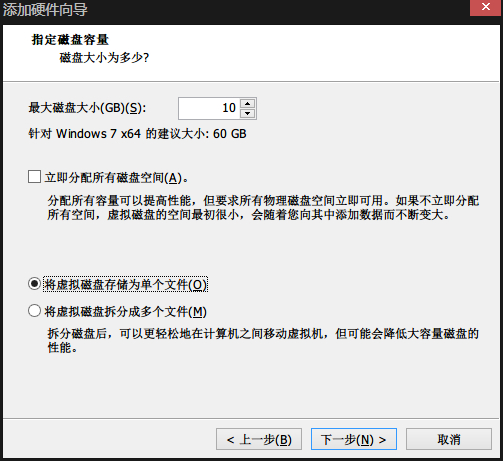 添加硬件向导
指定磁盘容量
磁盘大小为多少?
最大磁盘大小(GB)(S): 10
针对 Windows 7 x64 的建议大小: 60 GB
立即分配所有磁盘空间(A)。
分配所有容量可以提高性能，但要求所有物理磁盘空间立即可用。如果不立即分配
所有空间，虚拟磁盘的空间最初很小，会随着您向其中添加数据而不断变大。
将虚拟磁盘存储为单个文件(O)
将虚拟磁盘拆分成多个文件(M)
拆分磁盘后，可以更轻松地在计算机之间移动虚拟机，但可能会降低大容量磁盘的
性能。
< 上一步(B) 下一步(N) > 取消